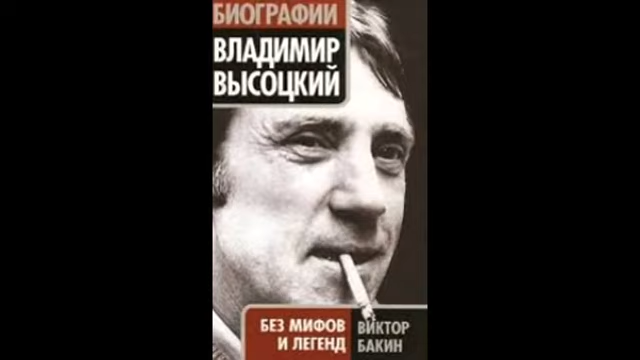 БИОГРАФИИ
ВЛАДИМИР
ВЫСОЦКИЙ
БЕЗ МИФОВ
И ЛЕГЕНД
ВИКТОР
БАКИН